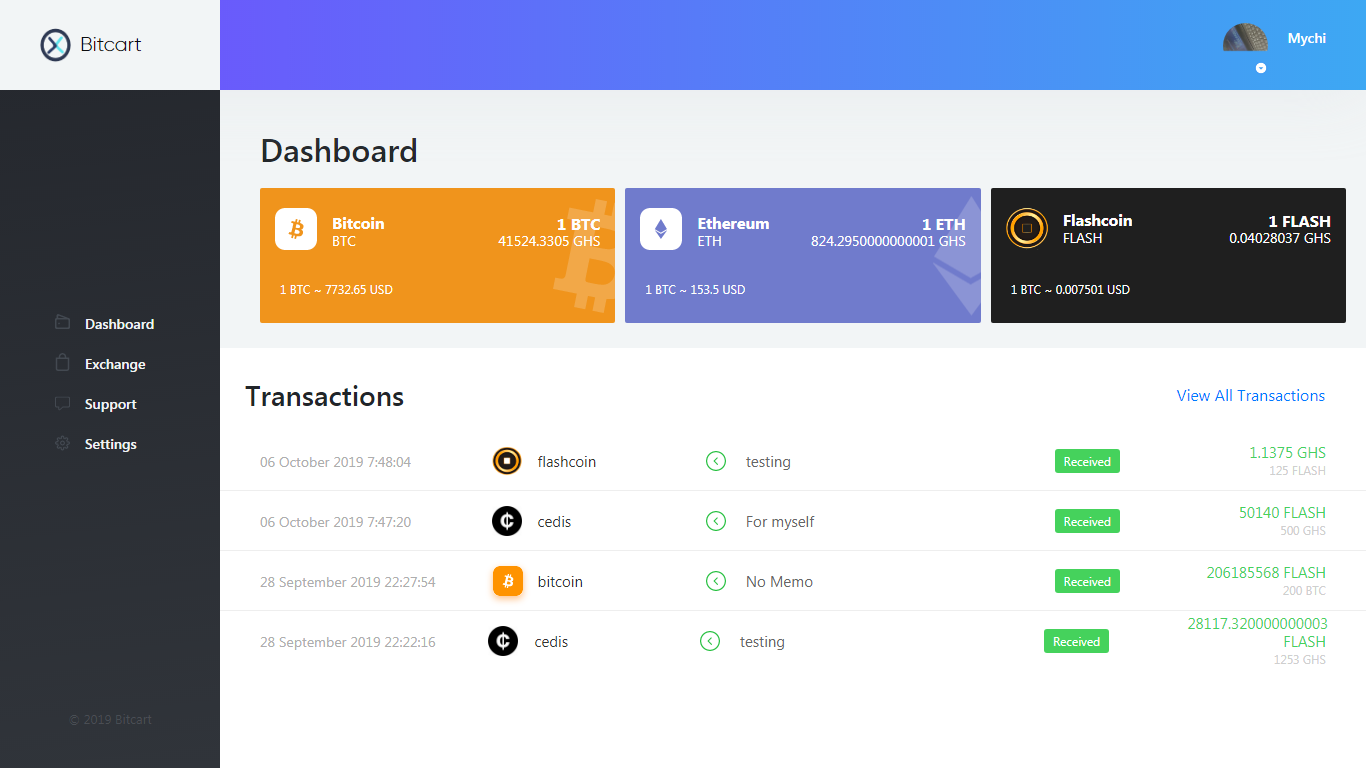 Bitcart
Mychi
Dashboard
Exchange
Support
Settings
© 2019 Bitcart
Dashboard
Bitcoin
BTC
1 BTC
41524.3305 GHS
1 BTC ~ 7732.65 USD
Ethereum
ETH
1 ETH
824.2950000000001 GHS
1 BTC ~ 153.5 USD
Flashcoin
FLASH
1 FLASH
0.04028037 GHS
1 BTC ~ 0.007501 USD
Transactions
View All Transactions
06 October 2019 7:48:04 flashcoin testing Received 1.1375 GHS
125 FLASH
06 October 2019 7:47:20 cedis For myself Received 50140 FLASH
500 GHS
28 September 2019 22:27:54 bitcoin No Memo Received 206185568 FLASH
200 BTC
28 September 2019 22:22:16 cedis testing Received 28117.320000000003
FLASH
1253 GHS